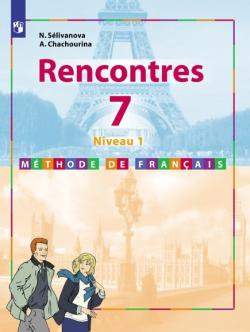 N. Sélivanova
A. Chachourina
Rencontres
7
Niveau 1
MÉTHODE DE FRANÇAIS